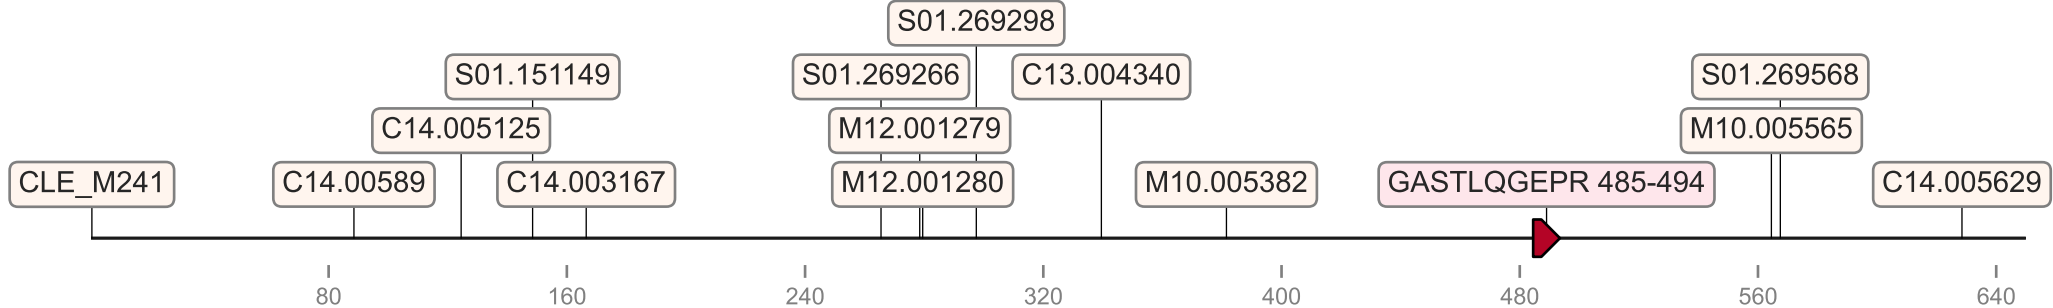 S01.269298
S01.151149 S01.269266 C13.004340 S01.269568
C14.005125 M12.001279 M10.005565
CLE_M241 C14.00589 C14.003167 M12.001280 M10.005382 GASTLQGEPR 485-494 C14.005629
80 160 240 320 400 480 560 640